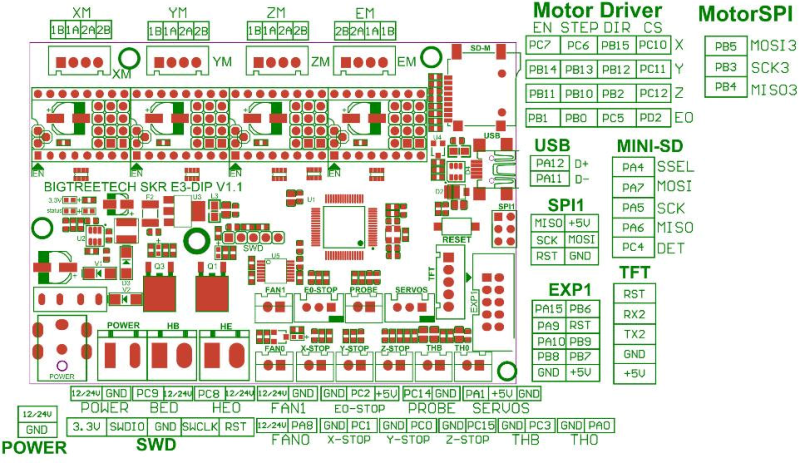 XM YM ZM EM
1B 1A 2A 2B 1B 1A 2A 2B 1B 1A 2A 2B 2B 2A 1A 1B
XM YM ZM EM
SD-M
EN EN EN EN
U4
USB
D2
BIGTREETECH SKR E3-DIP V1.1
3.3V
status
F2
U3
L3
U1
U2
SWD
SPI1
RESET
V1
D3
V2
Q3
Q1
U5
TFT
FAN1 E0-STOP PROBE SERVOS
EXP1
POWER HB HE
FAN0 X-STOP Y-STOP Z-STOP THB TH0
POWER
Motor Driver
EN STEP DIR CS
PC7 PC6 PB15 PC10 X
PB14 PB13 PB12 PC11 Y
PB11 PB10 PB2 PC12 Z
PB1 PB0 PC5 PD2 E0
MotorSPI
PB5 MOSI3
PB3 SCK3
PB4 MISO3
USB
PA12 D+
PA11 D-
MINI-SD
PA4 SSEL
PA7 MOSI
PA5 SCK
PA6 MISO
PC4 DET
SPI1
MISO +5V
SCK MOSI
RST GND
EXP1
PA15 PB6
PA9 RST
PA10 PB9
PB8 PB7
GND +5V
TFT
RST
RX2
TX2
GND
+5V
12/24V GND PC9 12/24V PC8 12/24V 12/24V GND GND PC2 +5V PC14 GND PA1 +5V GND
POWER BED HE0 FAN1 E0-STOP PROBE SERVOS
12/24V
GND
POWER
3.3V SWDIO GND SWCLK RST
SWD
12/24V PA8 GND PC1 GND PC0 GND PC15 GND PC3 GND PA0
FAN0 X-STOP Y-STOP Z-STOP THB TH0